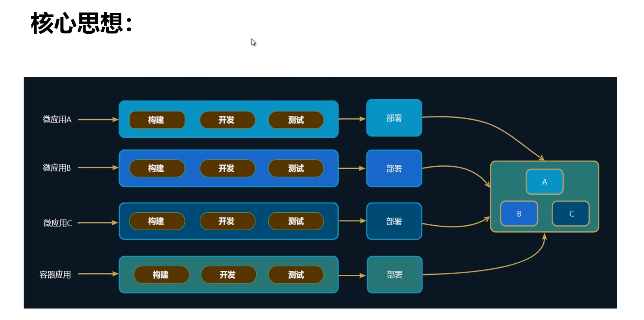 核心思想：
微应用A 构建 开发 测试 部署
微应用B 构建 开发 测试 部署
微应用C 构建 开发 测试 部署
容器应用 构建 开发 测试 部署
A
B C